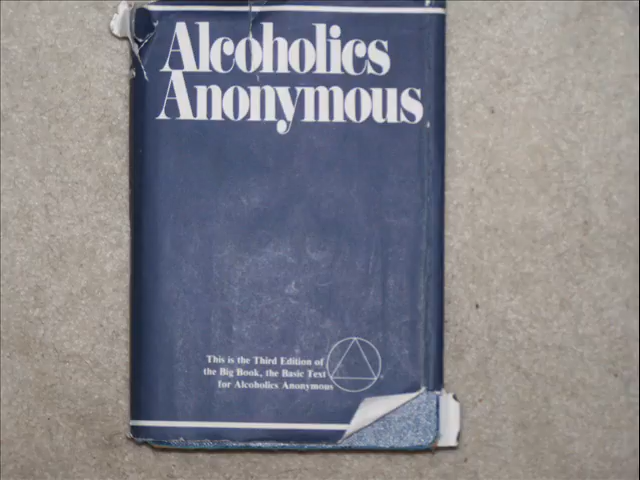 Alcoholics
Anonymous
This is the Third Edition of
the Big Book, the Basic Text
for Alcoholics Anonymous